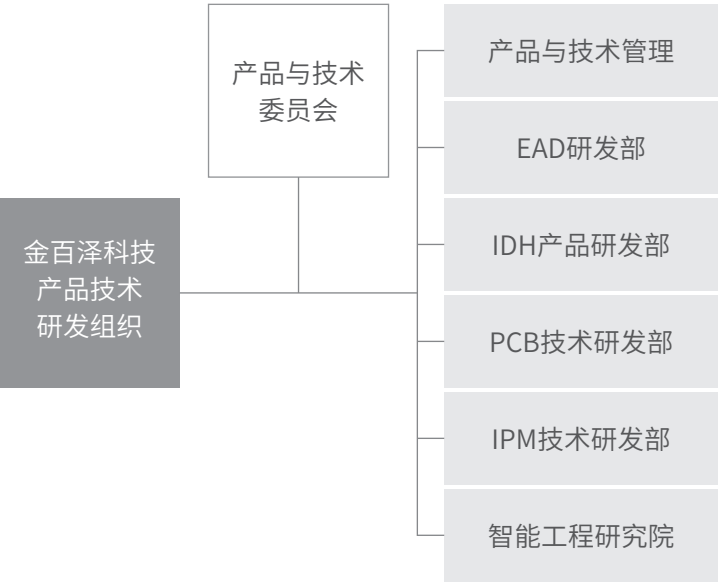 金百泽科技
产品技术
研发组织
产品与技术
委员会
产品与技术管理
EAD研发部
IDH产品研发部
PCB技术研发部
IPM技术研发部
智能工程研究院